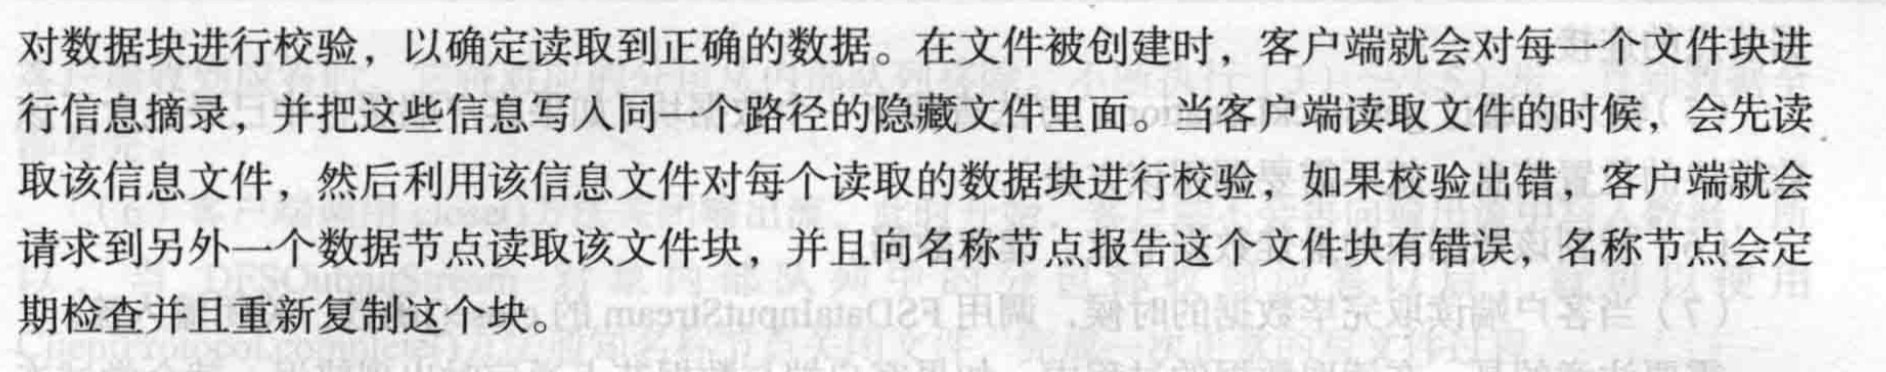 对数据块进行校验，以确定读取到正确的数据。在文件被创建时，客户端就会对每一个文件块进
行信息摘录，并把这些信息写入同一个路径的隐藏文件里面。当客户端读取文件的时候，会先读
取该信息文件，然后利用该信息文件对每个读取的数据块进行校验，如果校验出错，客户端就会
请求到另外一个数据节点读取该文件块，并且向名称节点报告这个文件块有错误，名称节点会定
期检查并且重新复制这个块。